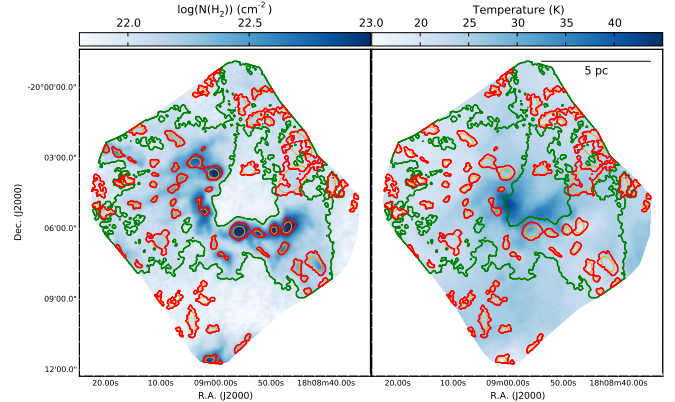 log(N(H2)) (cm-2)
Temperature (K)
22.0 22.5 23.0 20 25 30 35 40
5 pc
-20°00'00.0"
03'00.0"
06'00.0"
09'00.0"
12'00.0"
Dec. (J2000)
20.00s 10.00s 09m00.00s 50.00s 18h08m40.00s
20.00s 10.00s 09m00.00s 50.00s 18h08m40.00s
R.A. (J2000)
R.A. (J2000)